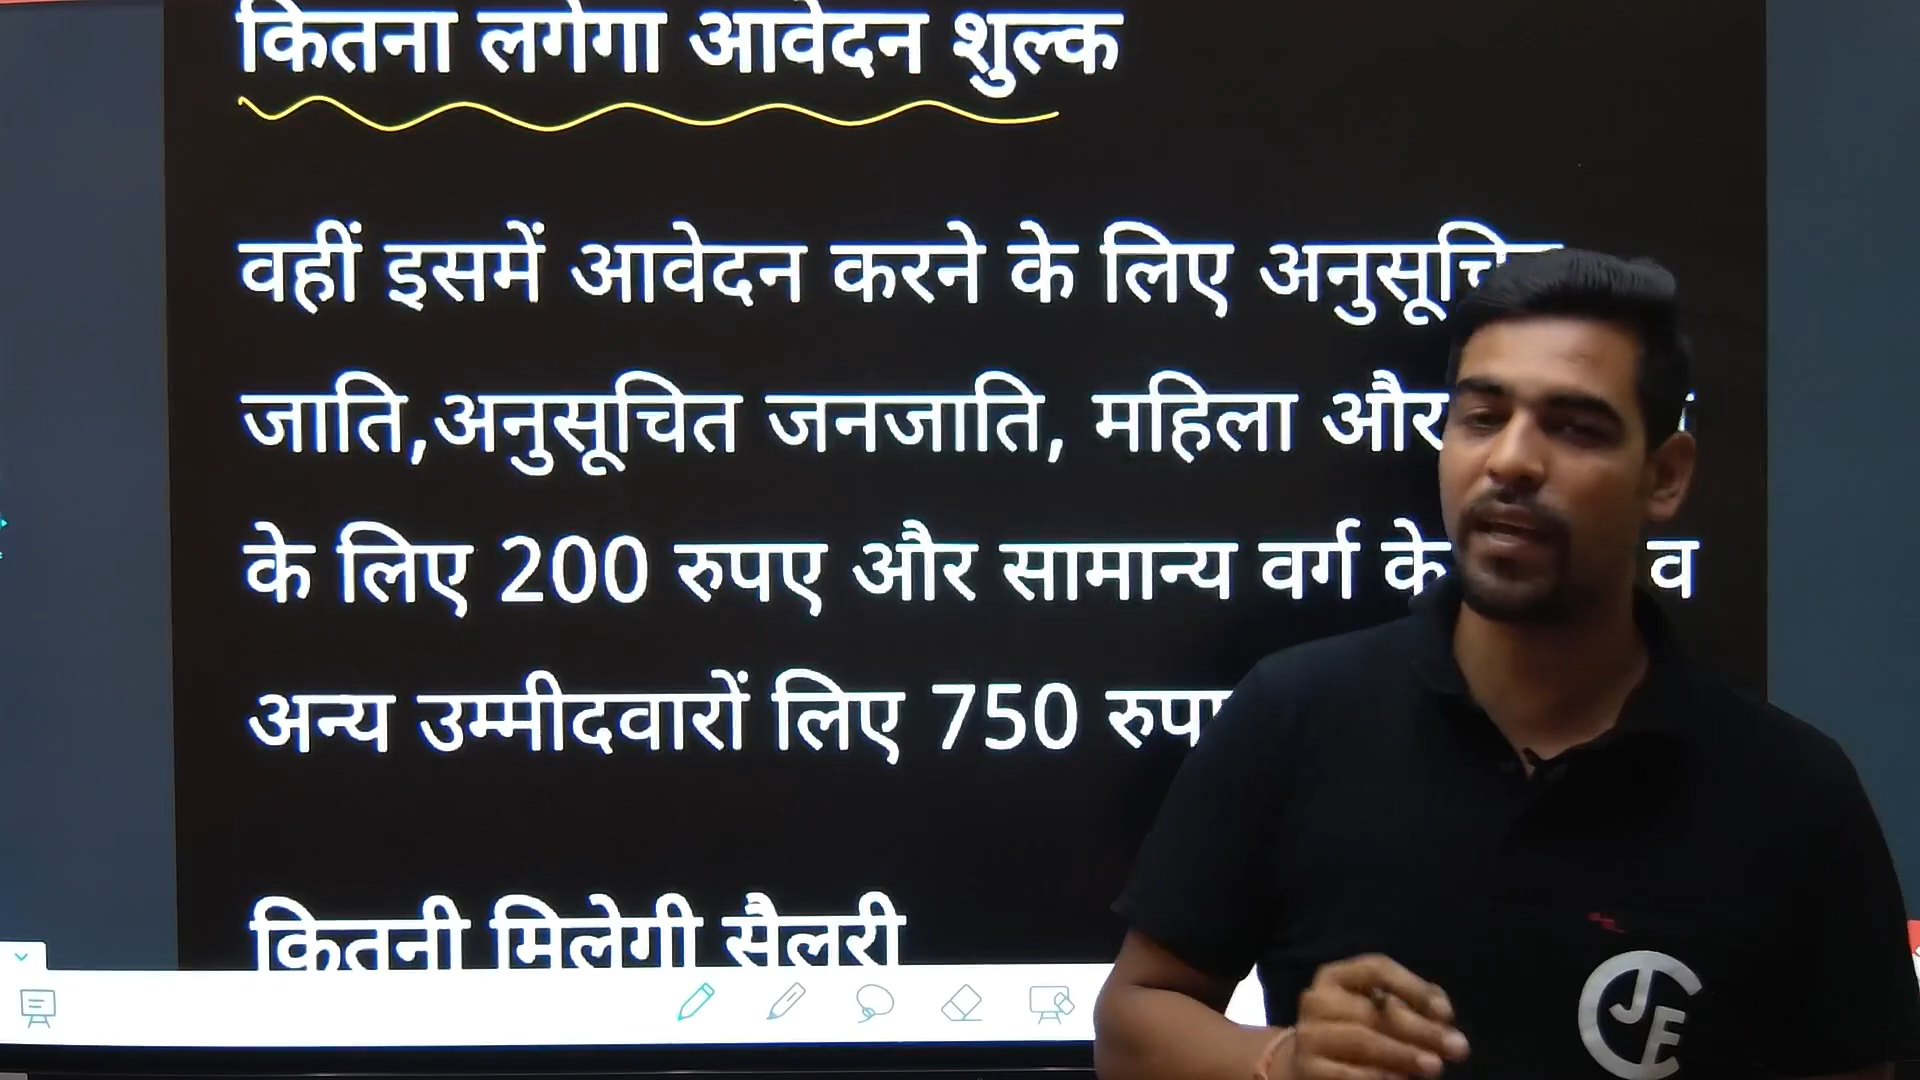 कितना लगेगा आवेदन शुल्क
वहीं इसमें आवेदन करने के लिए
जाति,अनुसूचित जनजाति, महिला और
के लिए 200 रुपए और सामान्य वर्ग के
अन्य उम्मीदवारों लिए 750
कितनी मिलेगी सैलरी
JE